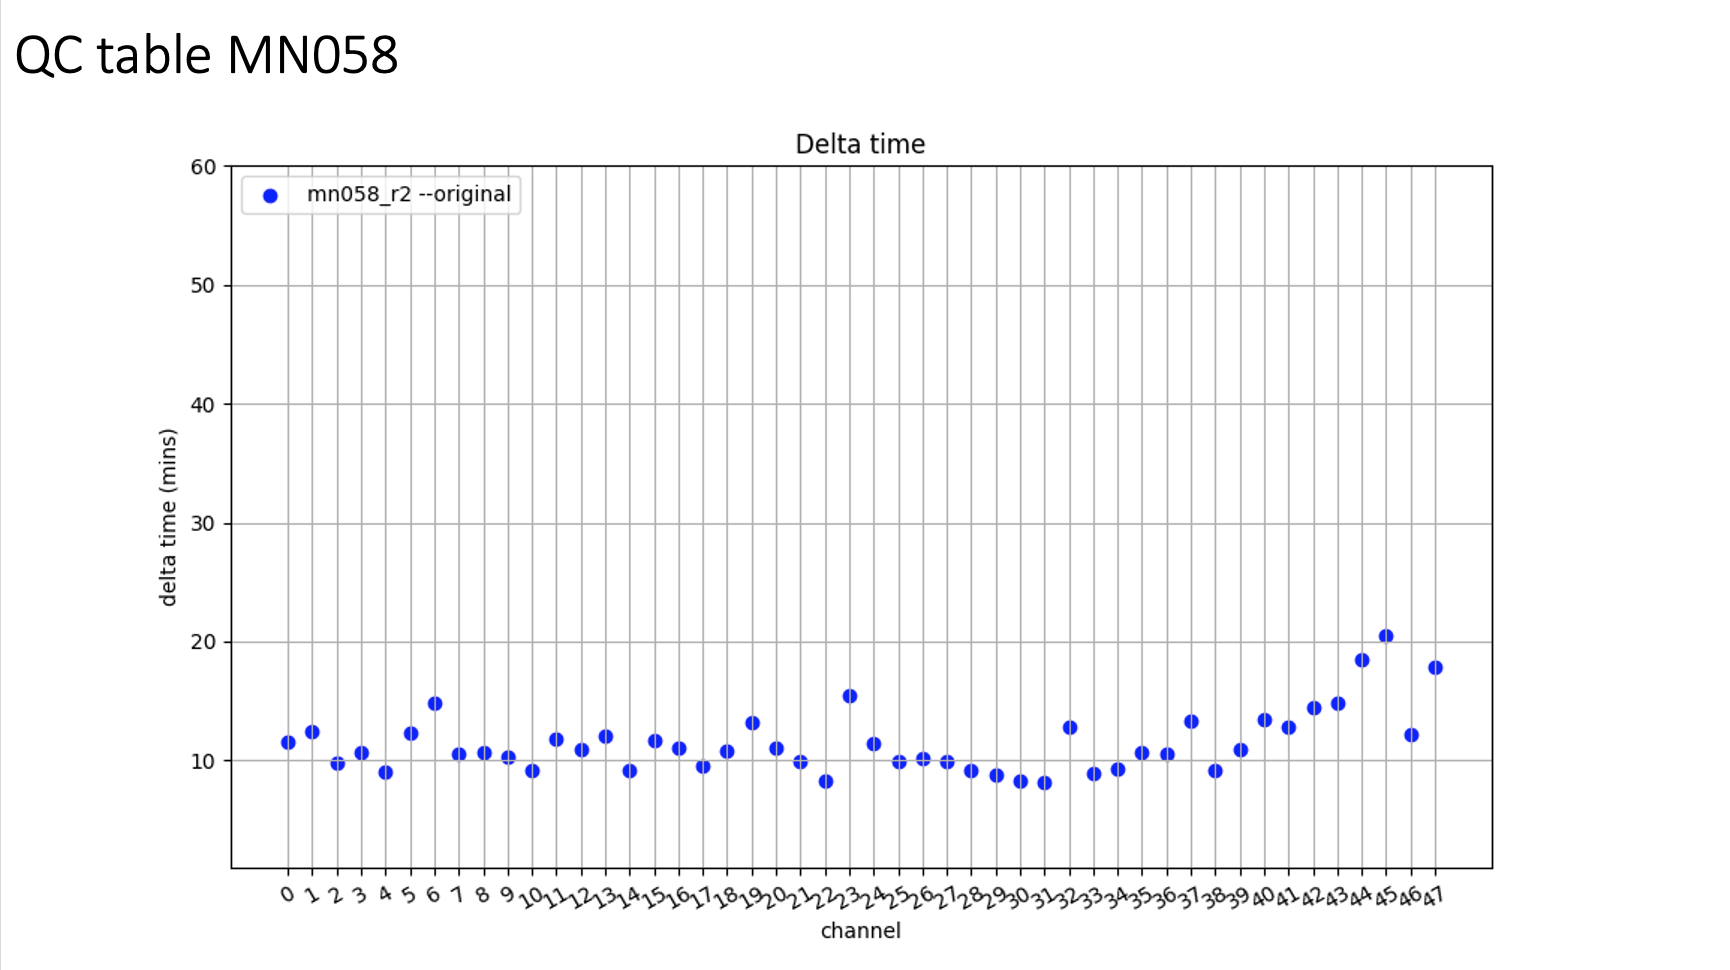 QC table MN058
Delta time
mn058_r2 --original
60
50
40
30
20
10
delta time (mins)
0 1 2 3 4 5 6 7 8 9 10 11 12 13 14 15 16 17 18 19 20 21 22 23 24 25 26 27 28 29 30 31 32 33 34 35 36 37 38 39 40 41 42 43 44 45 46 47
channel